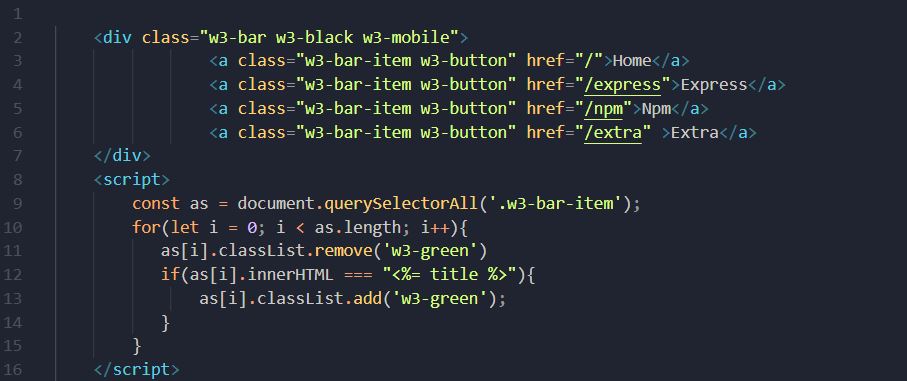 1
2 <div class="w3-bar w3-black w3-mobile">
3 <a class="w3-bar-item w3-button" href="/">Home</a>
4 <a class="w3-bar-item w3-button" href="/express">Express</a>
5 <a class="w3-bar-item w3-button" href="/npm">Npm</a>
6 <a class="w3-bar-item w3-button" href="/extra" >Extra</a>
7 </div>
8 <script>
9 const as = document.querySelectorAll('.w3-bar-item');
10 for(let i = 0; i < as.length; i++){
11 as[i].classList.remove('w3-green')
12 if(as[i].innerHTML === "<%= title %>"){
13 as[i].classList.add('w3-green');
14 }
15 }
16 </script>